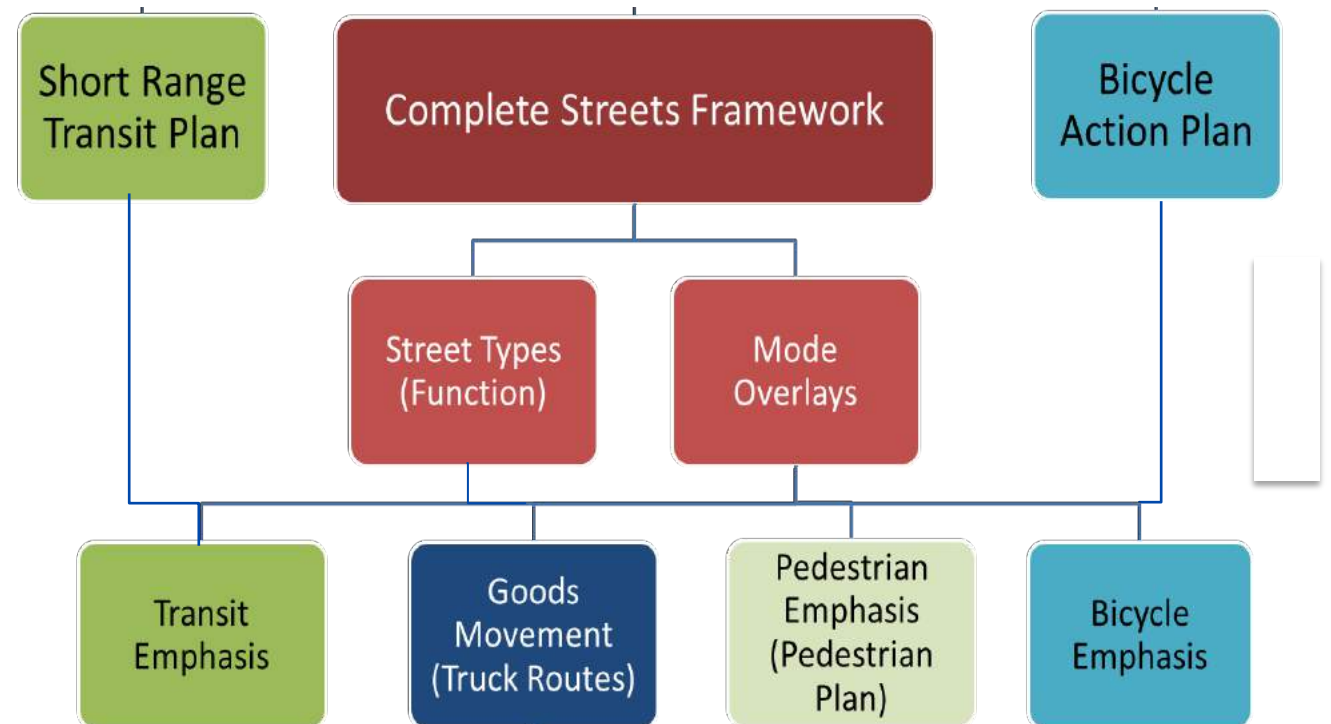 Short Range
Transit Plan
Complete Streets Framework
Bicycle
Action Plan
Street Types
(Function)
Mode
Overlays
Transit
Emphasis
Goods
Movement
(Truck Routes)
Pedestrian
Emphasis
(Pedestrian
Plan)
Bicycle
Emphasis